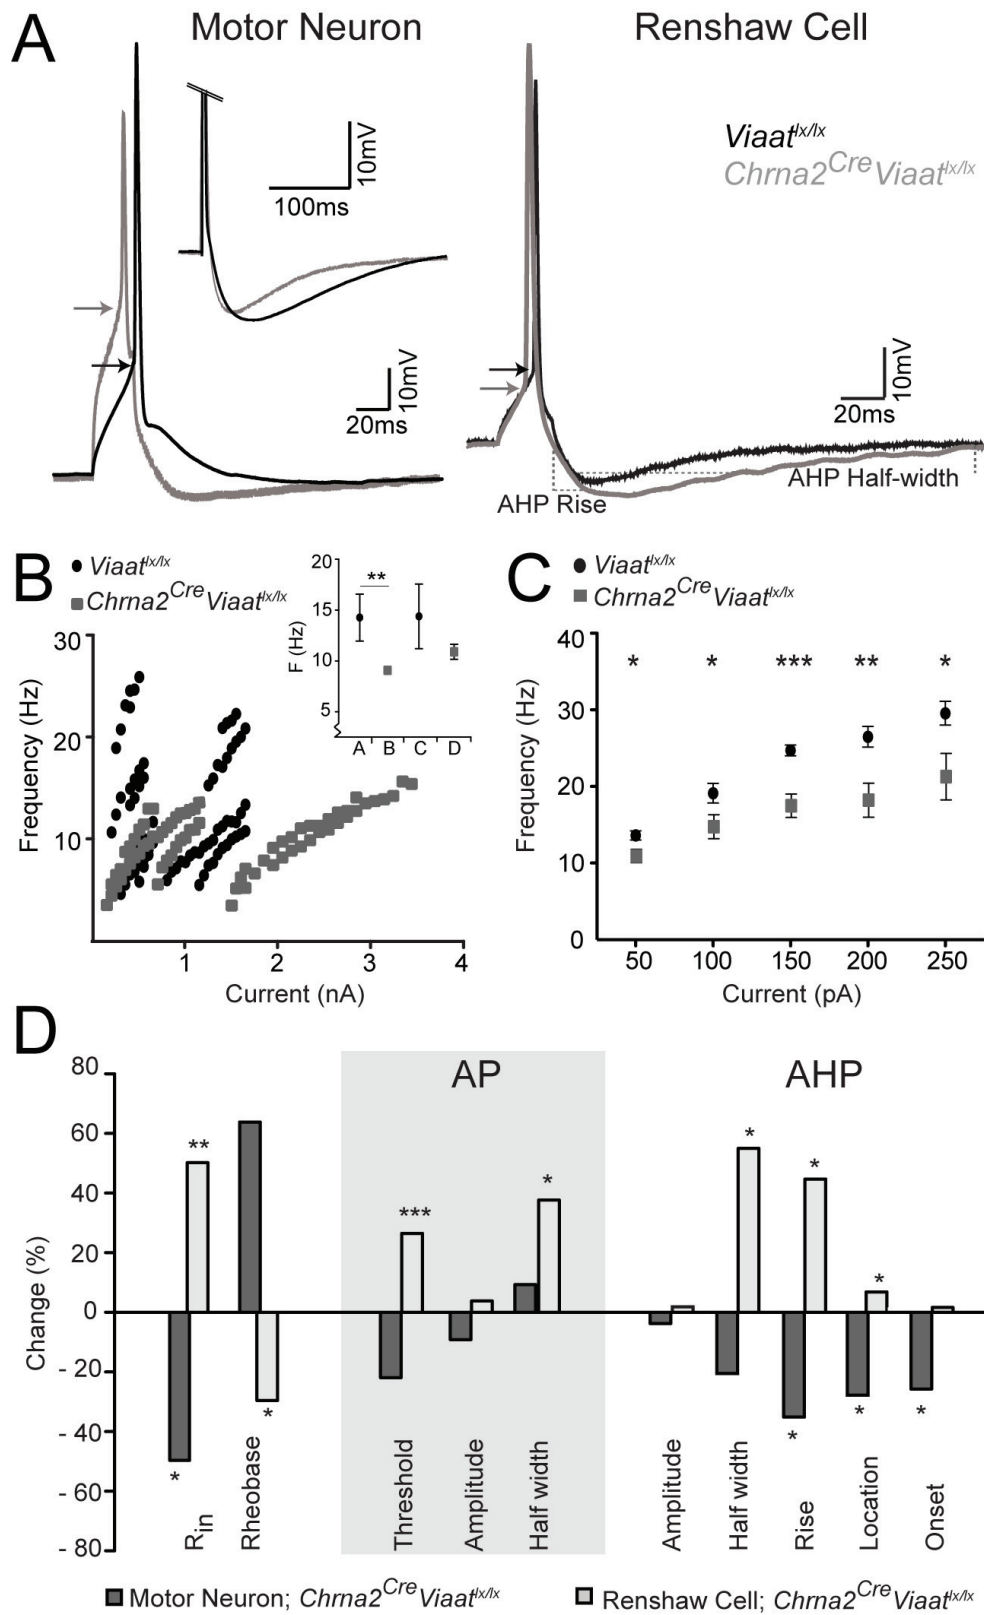 A
Motor Neuron
Renshaw Cell
Viaat^lx/lx
Chrna2^Cre Viaat^lx/lx
10mV
100ms
10mV
20ms
10mV
20ms
AHP Half-width
AHP Rise
B
Viaat^lx/lx
Chrna2^Cre Viaat^lx/lx
Frequency (Hz)
30
20
10
1
2
3
4
Current (nA)
F (Hz)
20
15
10
5
**
A
B
C
D
C
Viaat^lx/lx
Chrna2^Cre Viaat^lx/lx
Frequency (Hz)
40
30
20
10
0
*
*
***
**
*
50
100
150
200
250
Current (pA)
D
AP
AHP
Change (%)
80
60
40
20
0
- 20
- 40
- 60
- 80
**
*
*
***
*
*
*
*
*
*
*
Rin
Rheobase
Threshold
Amplitude
Half width
Amplitude
Half width
Rise
Location
Onset
Motor Neuron; Chrna2^Cre Viaat^lx/lx
Renshaw Cell; Chrna2^Cre Viaat^lx/lx